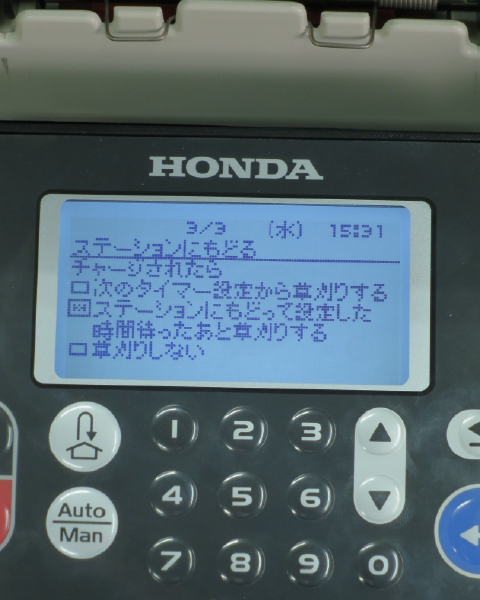 HONDA
3/3 (水) 15:31
ステーションにもどる
チャージされたら
次のタイマー設定から草刈りする
ステーションにもどって設定した
時間待ったあと草刈りする
草刈りしない
1 2 3
4 5 6
Auto
Man
7 8 9 0